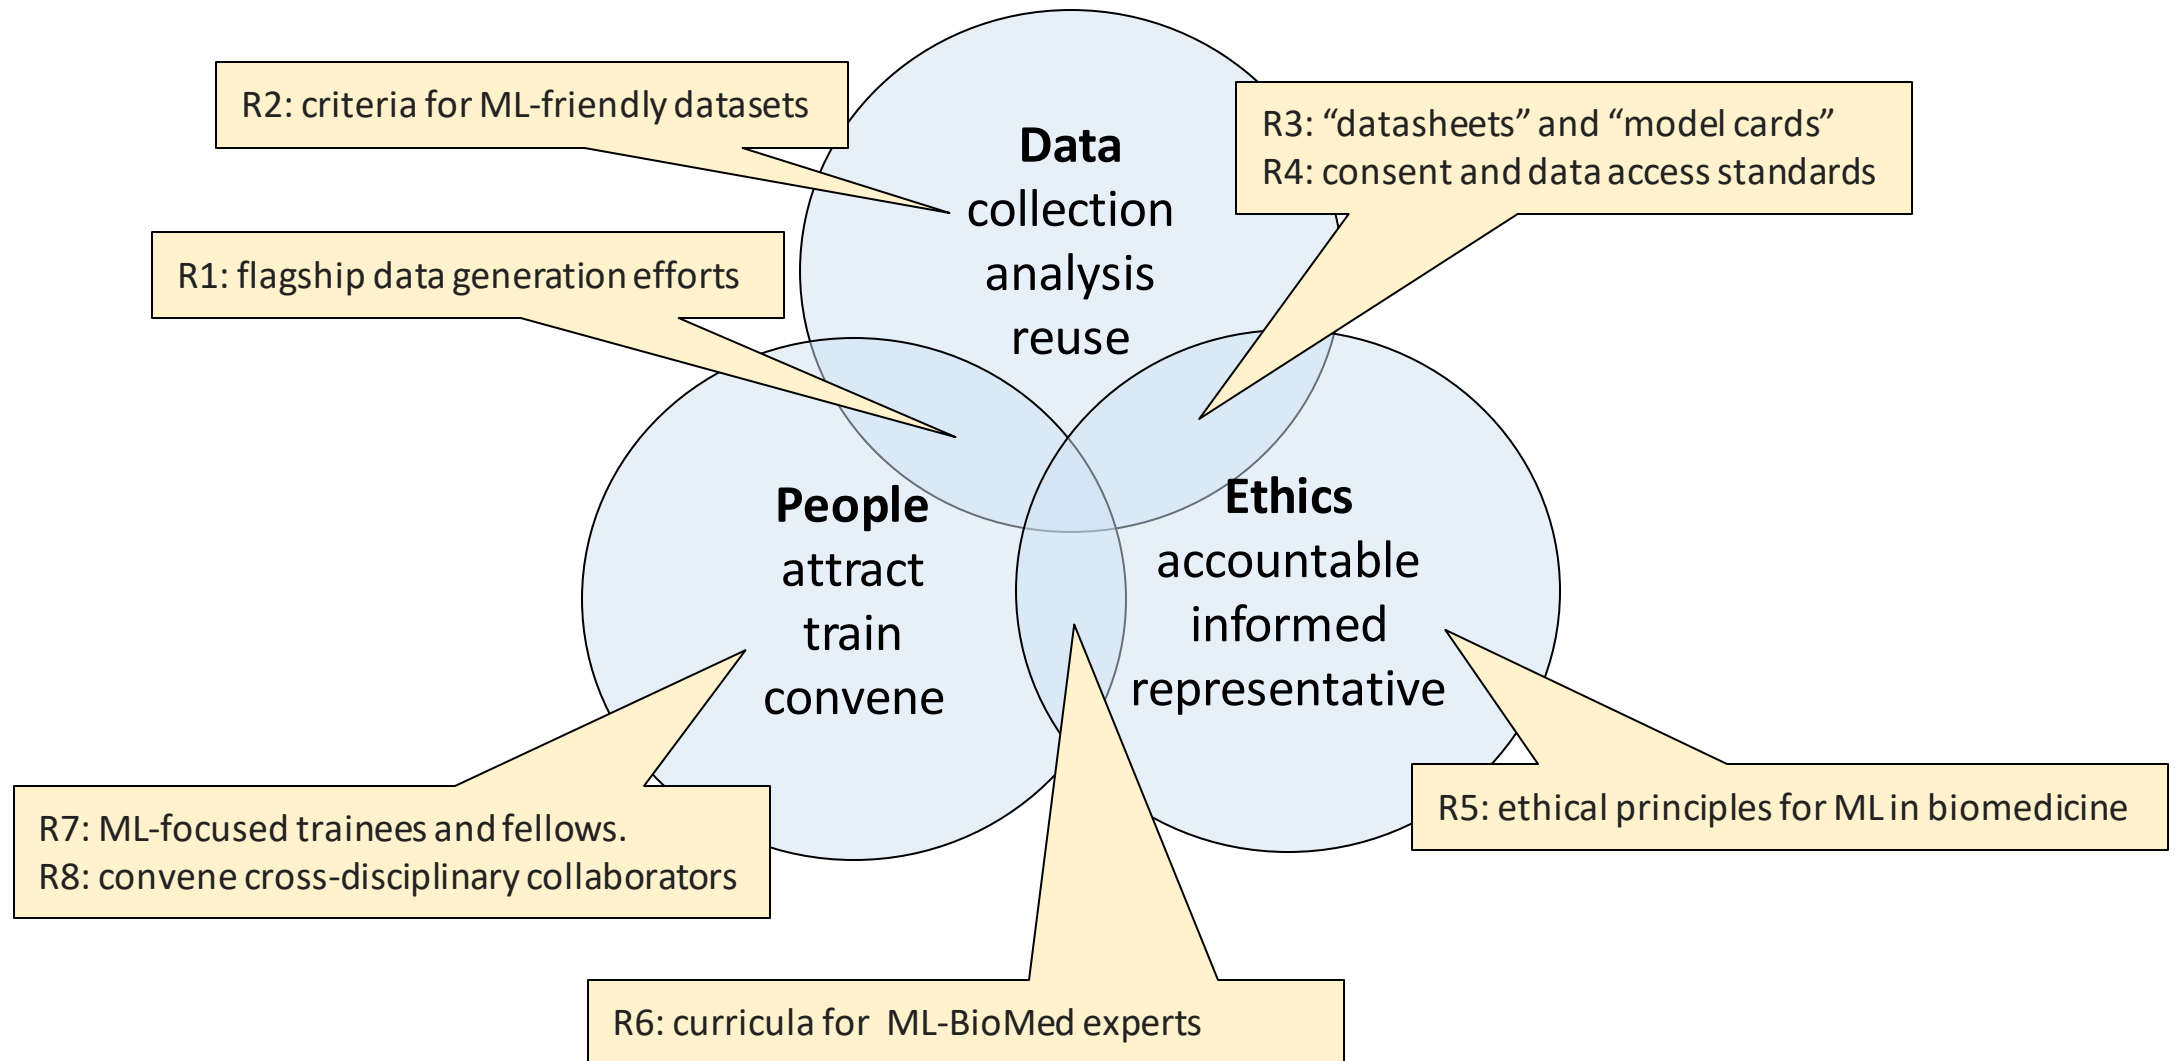 R2: criteria for ML-friendly datasets
R3: “datasheets” and “model cards”
R4: consent and data access standards
Data
collection
analysis
reuse
R1: flagship data generation efforts
People
attract
train
convene
Ethics
accountable
informed
representative
R7: ML-focused trainees and fellows.
R8: convene cross-disciplinary collaborators
R5: ethical principles for ML in biomedicine
R6: curricula for ML-BioMed experts